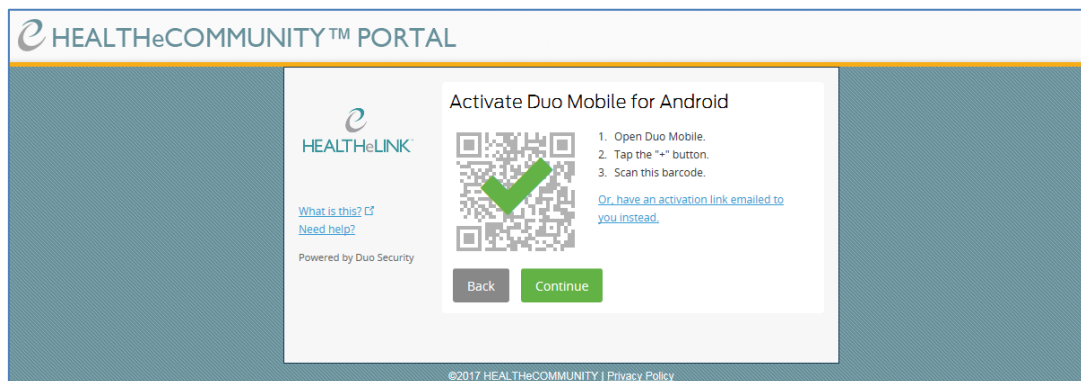 HEALTHeCOMMUNITY™ PORTAL
HEALTHeLINK™
What is this?
Need help?
Powered by Duo Security
Activate Duo Mobile for Android
1. Open Duo Mobile.
2. Tap the "+" button.
3. Scan this barcode.
Or, have an activation link emailed to
you instead.
Back
Continue
©2017 HEALTHeCOMMUNITY | Privacy Policy